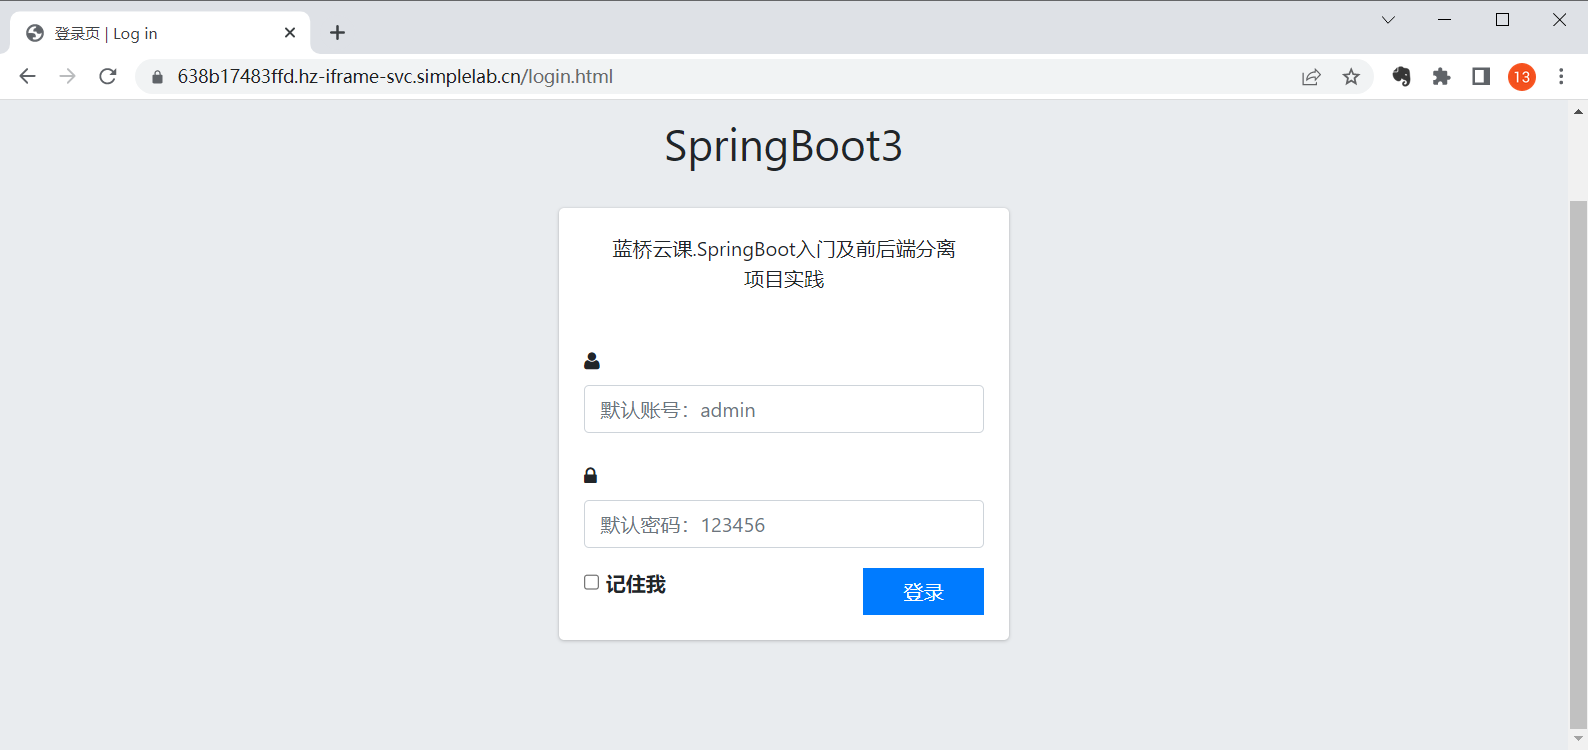 登录页 | Log in
638b17483ffd.hz-iframe-svc.simplelab.cn/login.html
13
SpringBoot3
蓝桥云课.SpringBoot入门及前后端分离
项目实践
默认账号：admin
默认密码：123456
记住我
登录